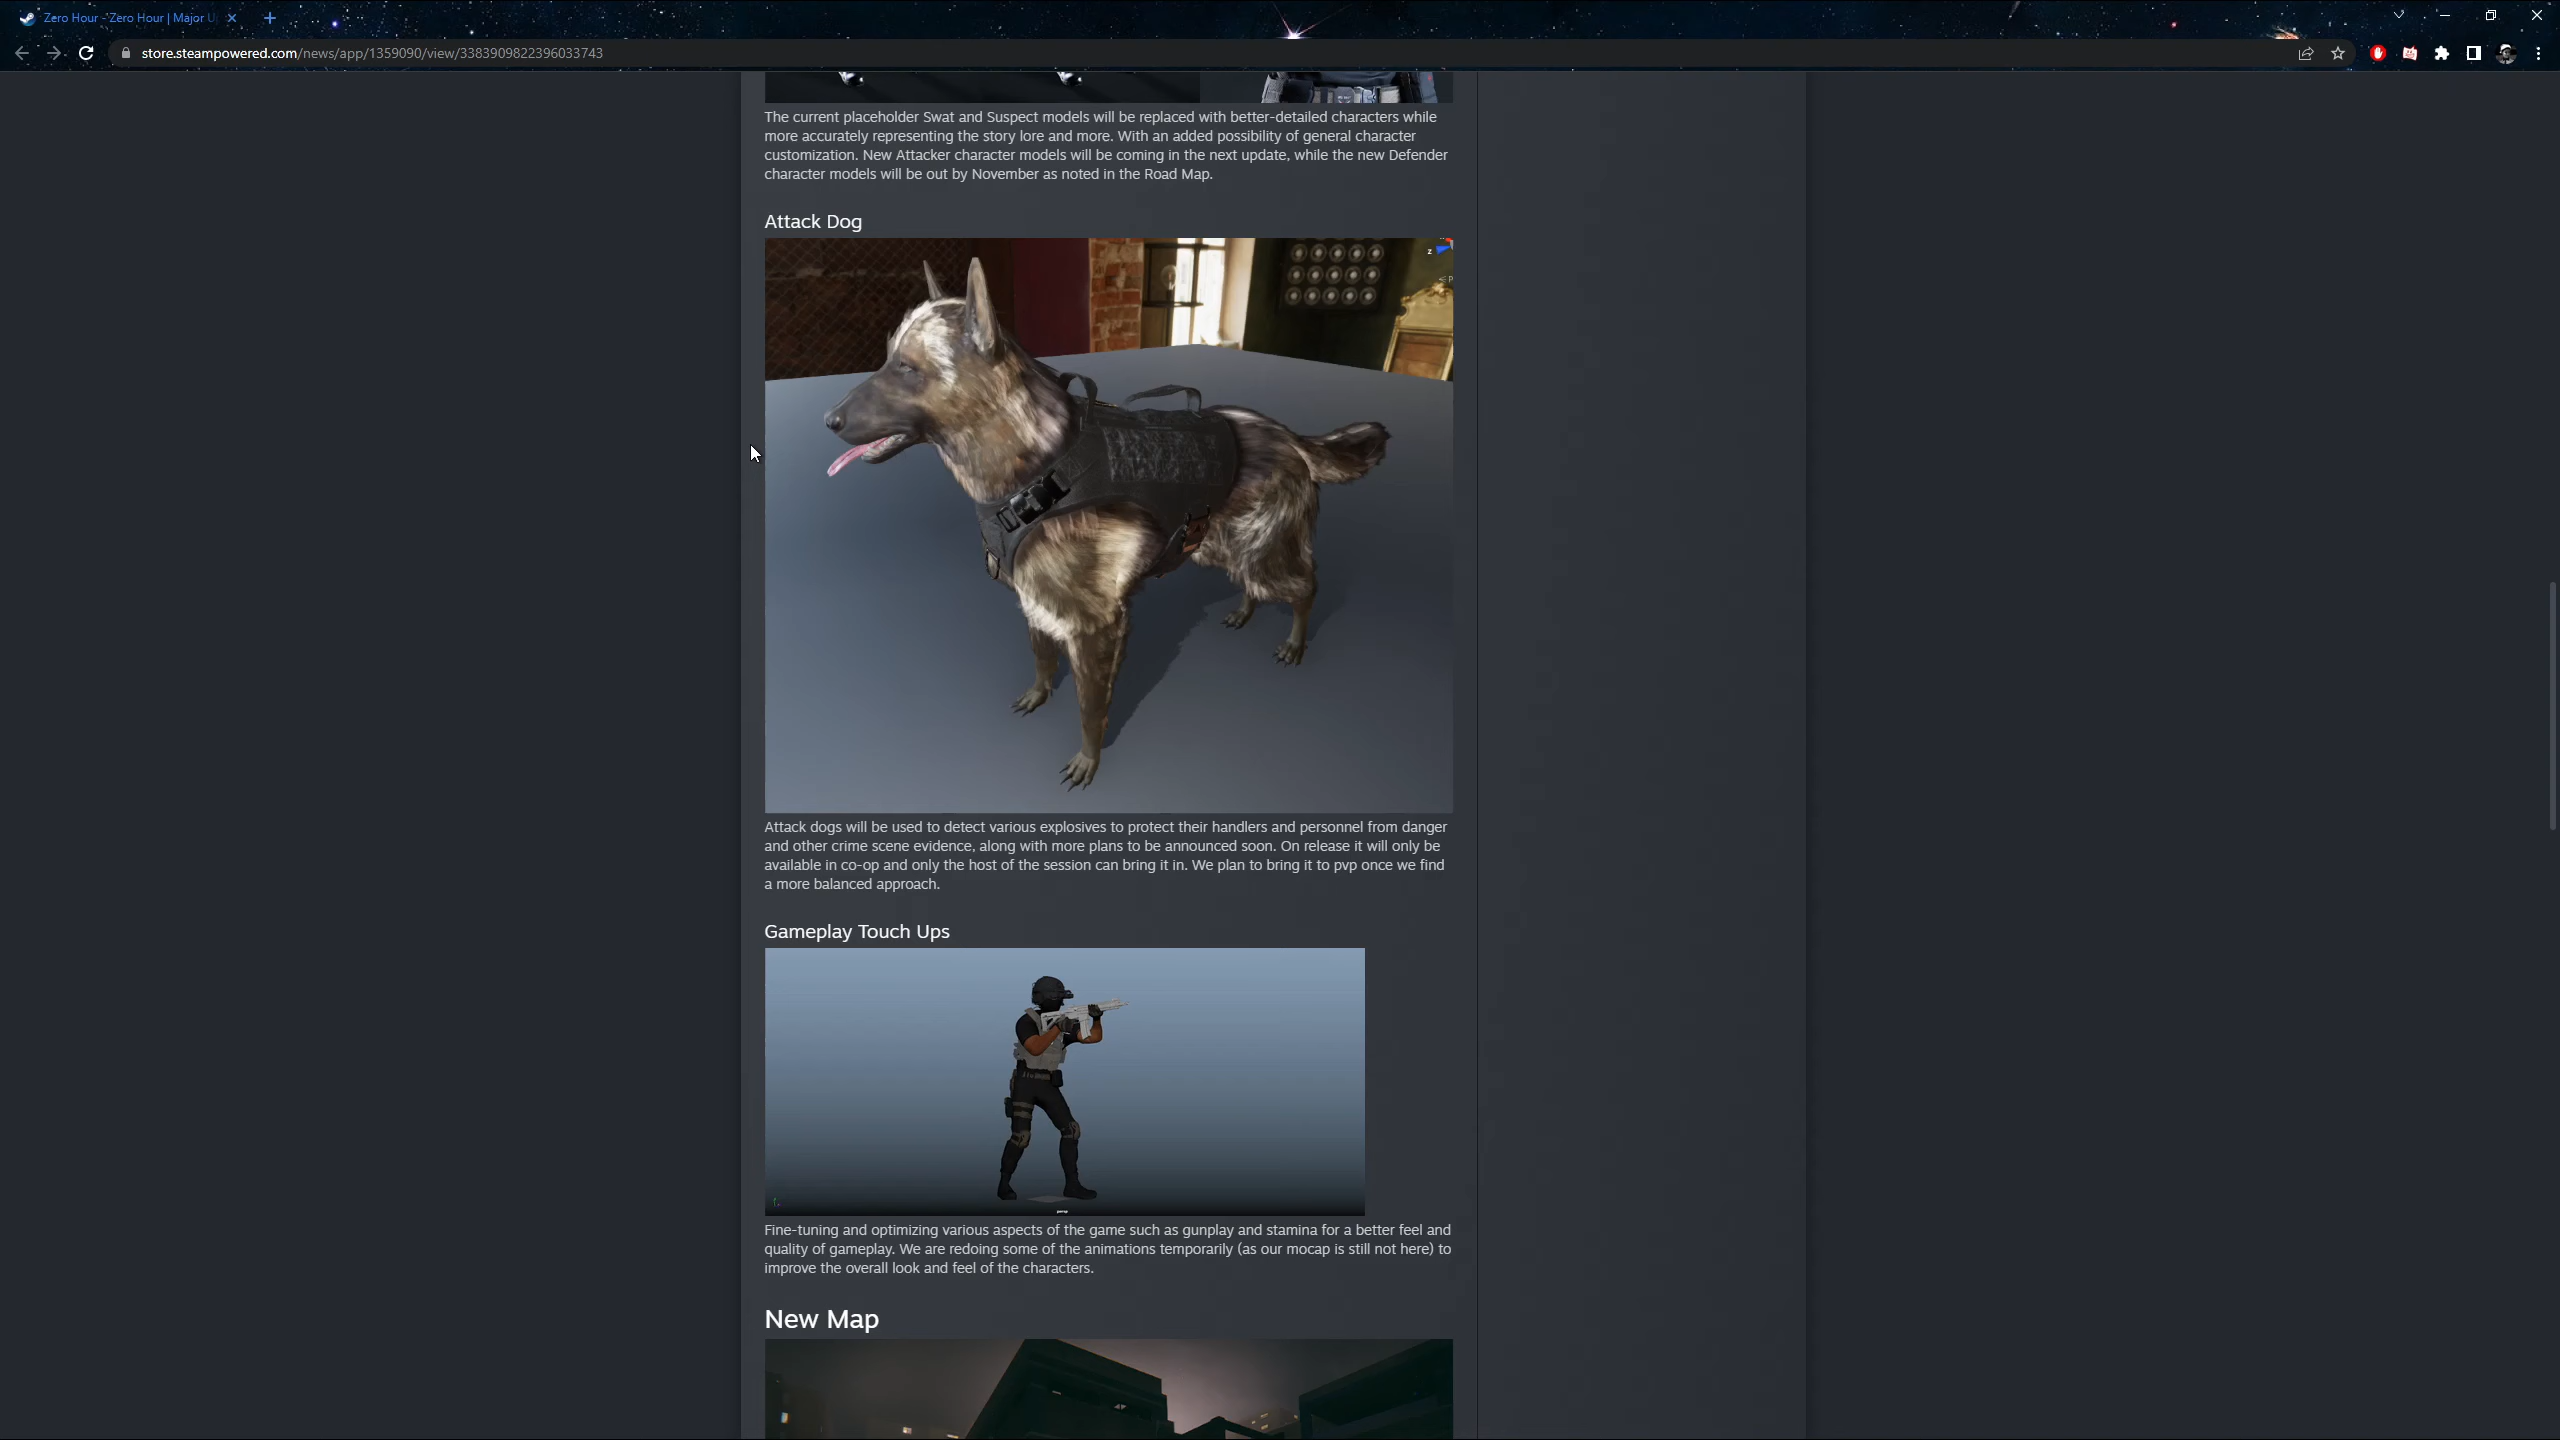 Zero Hour - 'Zero Hour | Major U
store.steampowered.com/news/app/1359090/view/3383909822396033743
The current placeholder Swat and Suspect models will be replaced with better-detailed characters while
more accurately representing the story lore and more. With an added possibility of general character
customization. New Attacker character models will be coming in the next update, while the new Defender
character models will be out by November as noted in the Road Map.
Attack Dog
z
Attack dogs will be used to detect various explosives to protect their handlers and personnel from danger
and other crime scene evidence, along with more plans to be announced soon. On release it will only be
available in co-op and only the host of the session can bring it in. We plan to bring it to pvp once we find
a more balanced approach.
Gameplay Touch Ups
Fine-tuning and optimizing various aspects of the game such as gunplay and stamina for a better feel and
quality of gameplay. We are redoing some of the animations temporarily (as our mocap is still not here) to
improve the overall look and feel of the characters.
New Map